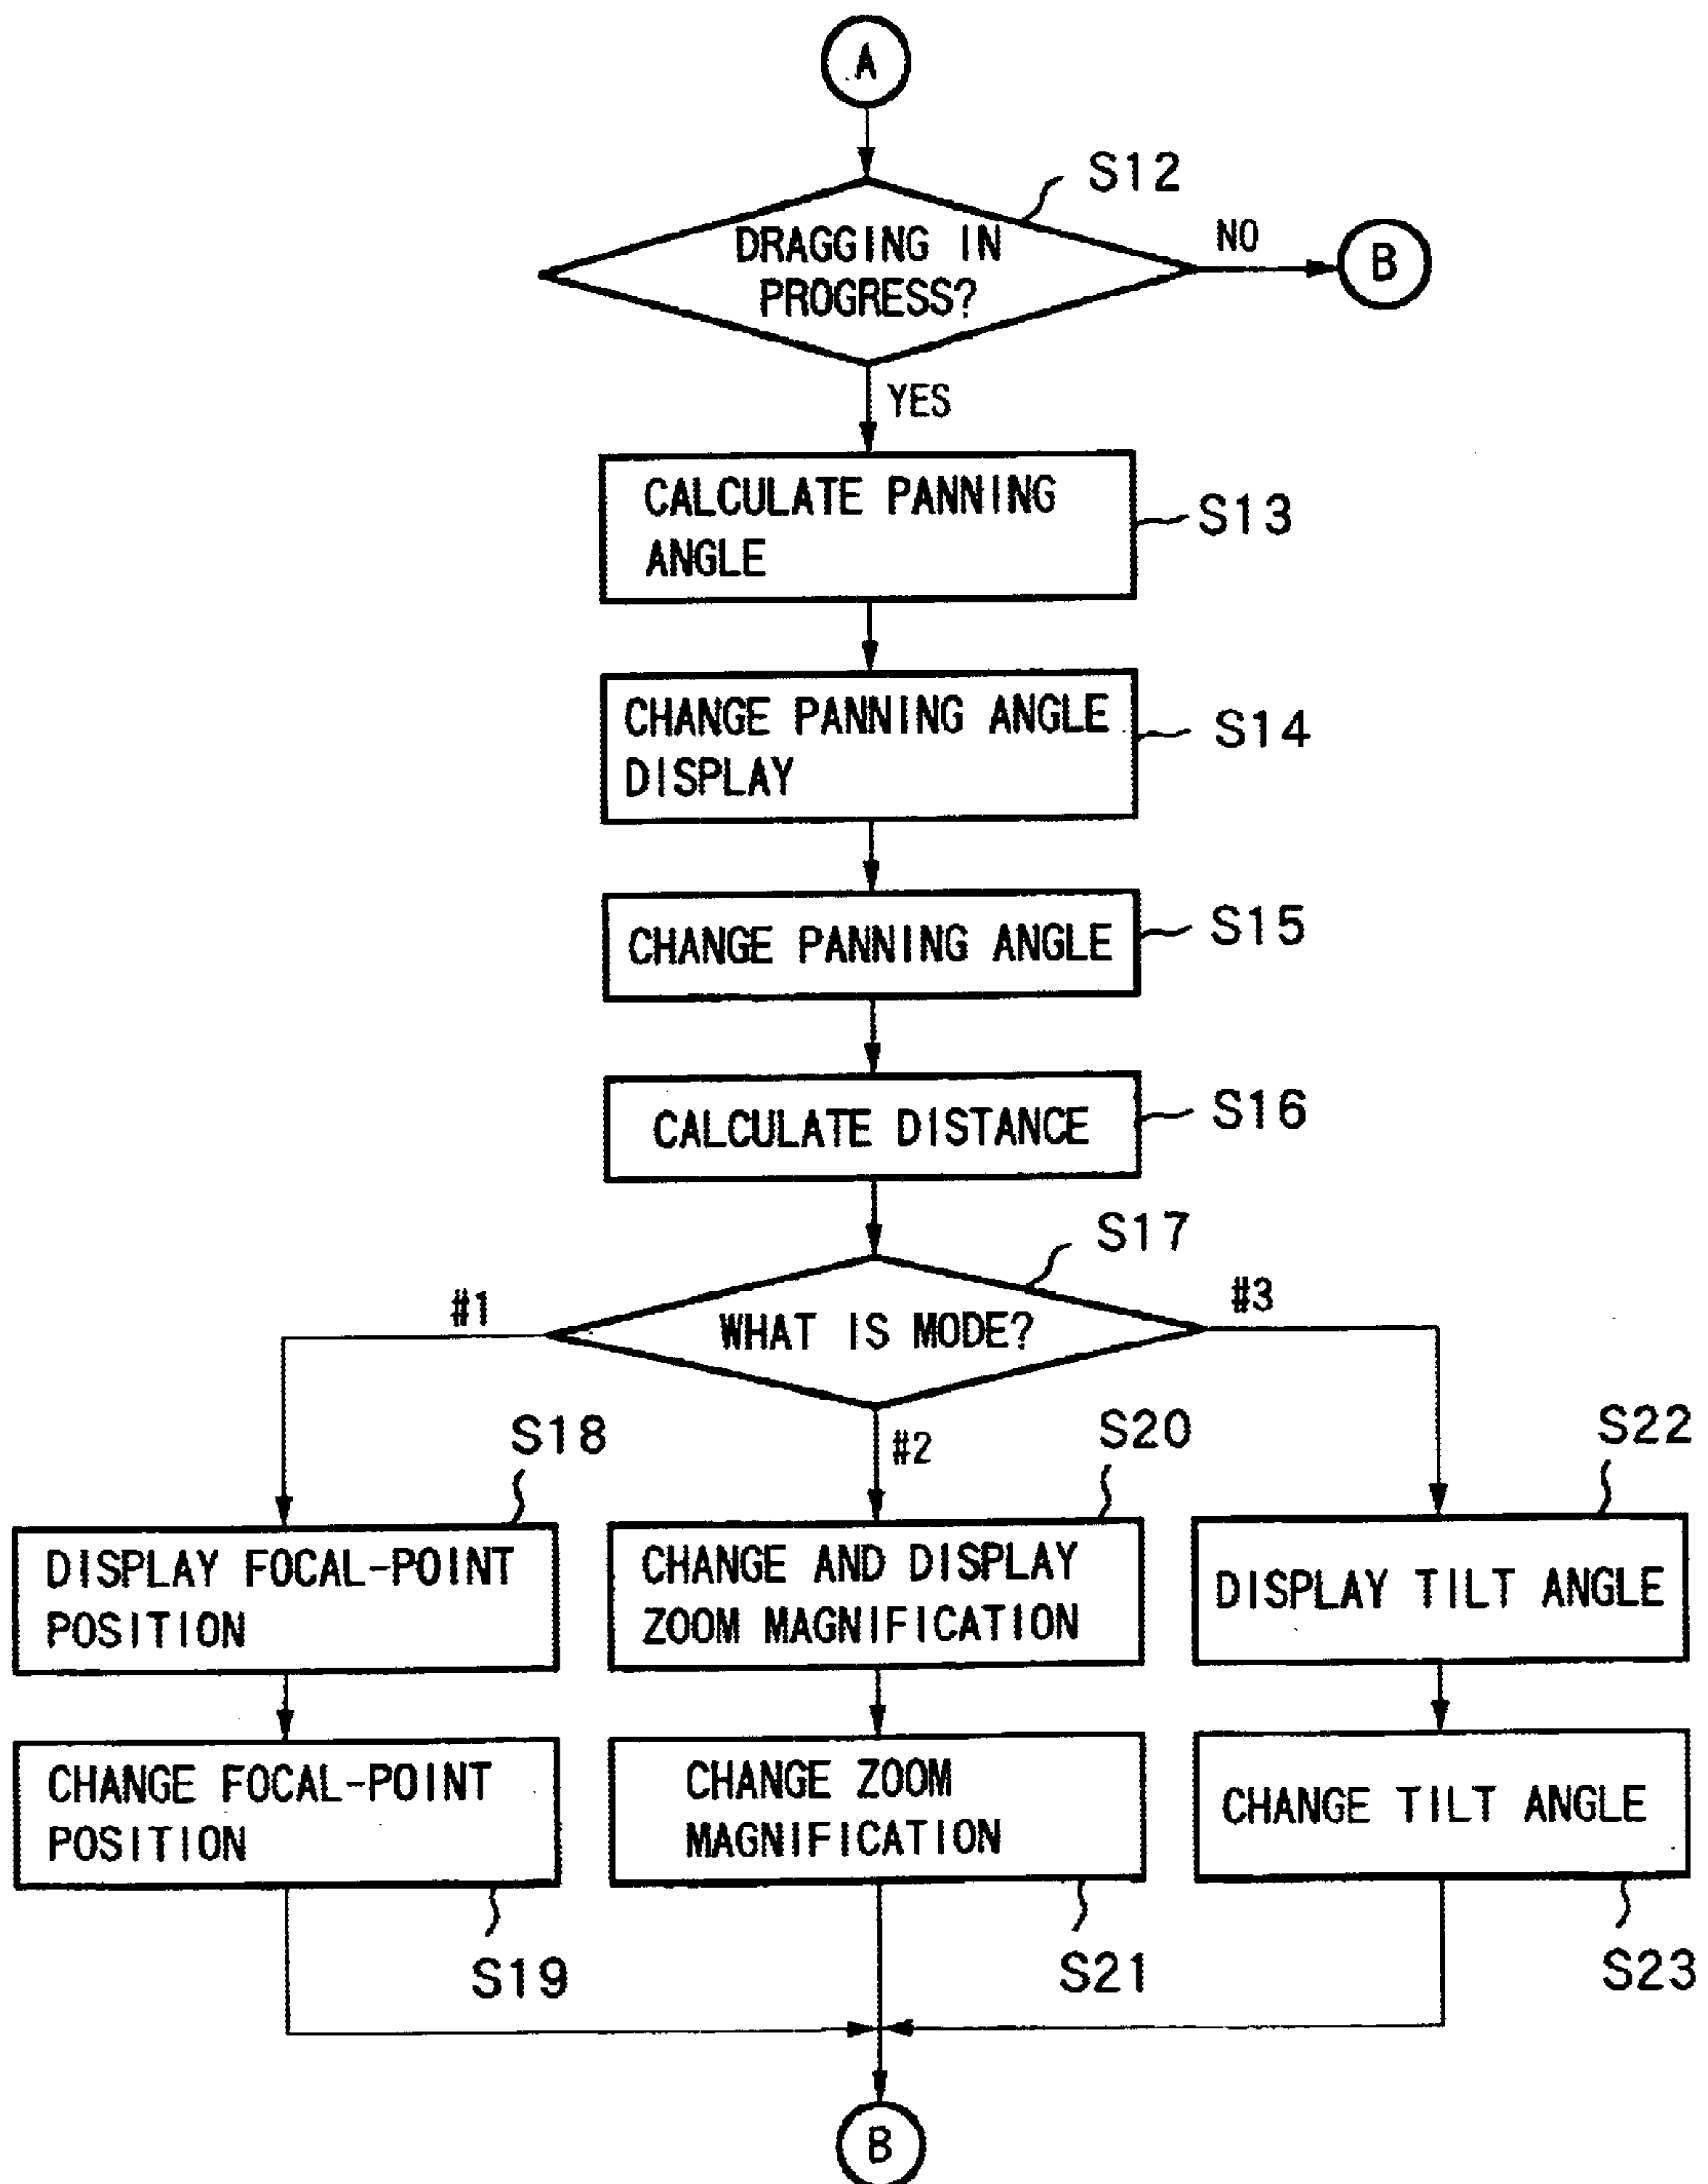 A
S12
DRAGGING IN
PROGRESS?
NO
B
YES
CALCULATE PANNING
ANGLE
S13
CHANGE PANNING ANGLE
DISPLAY
S14
CHANGE PANNING ANGLE
S15
CALCULATE DISTANCE
S16
S17
#1
WHAT IS MODE?
#3
#2
S18
S20
S22
DISPLAY FOCAL-POINT
POSITION
CHANGE AND DISPLAY
ZOOM MAGNIFICATION
DISPLAY TILT ANGLE
CHANGE FOCAL-POINT
POSITION
CHANGE ZOOM
MAGNIFICATION
CHANGE TILT ANGLE
S19
S21
S23
B